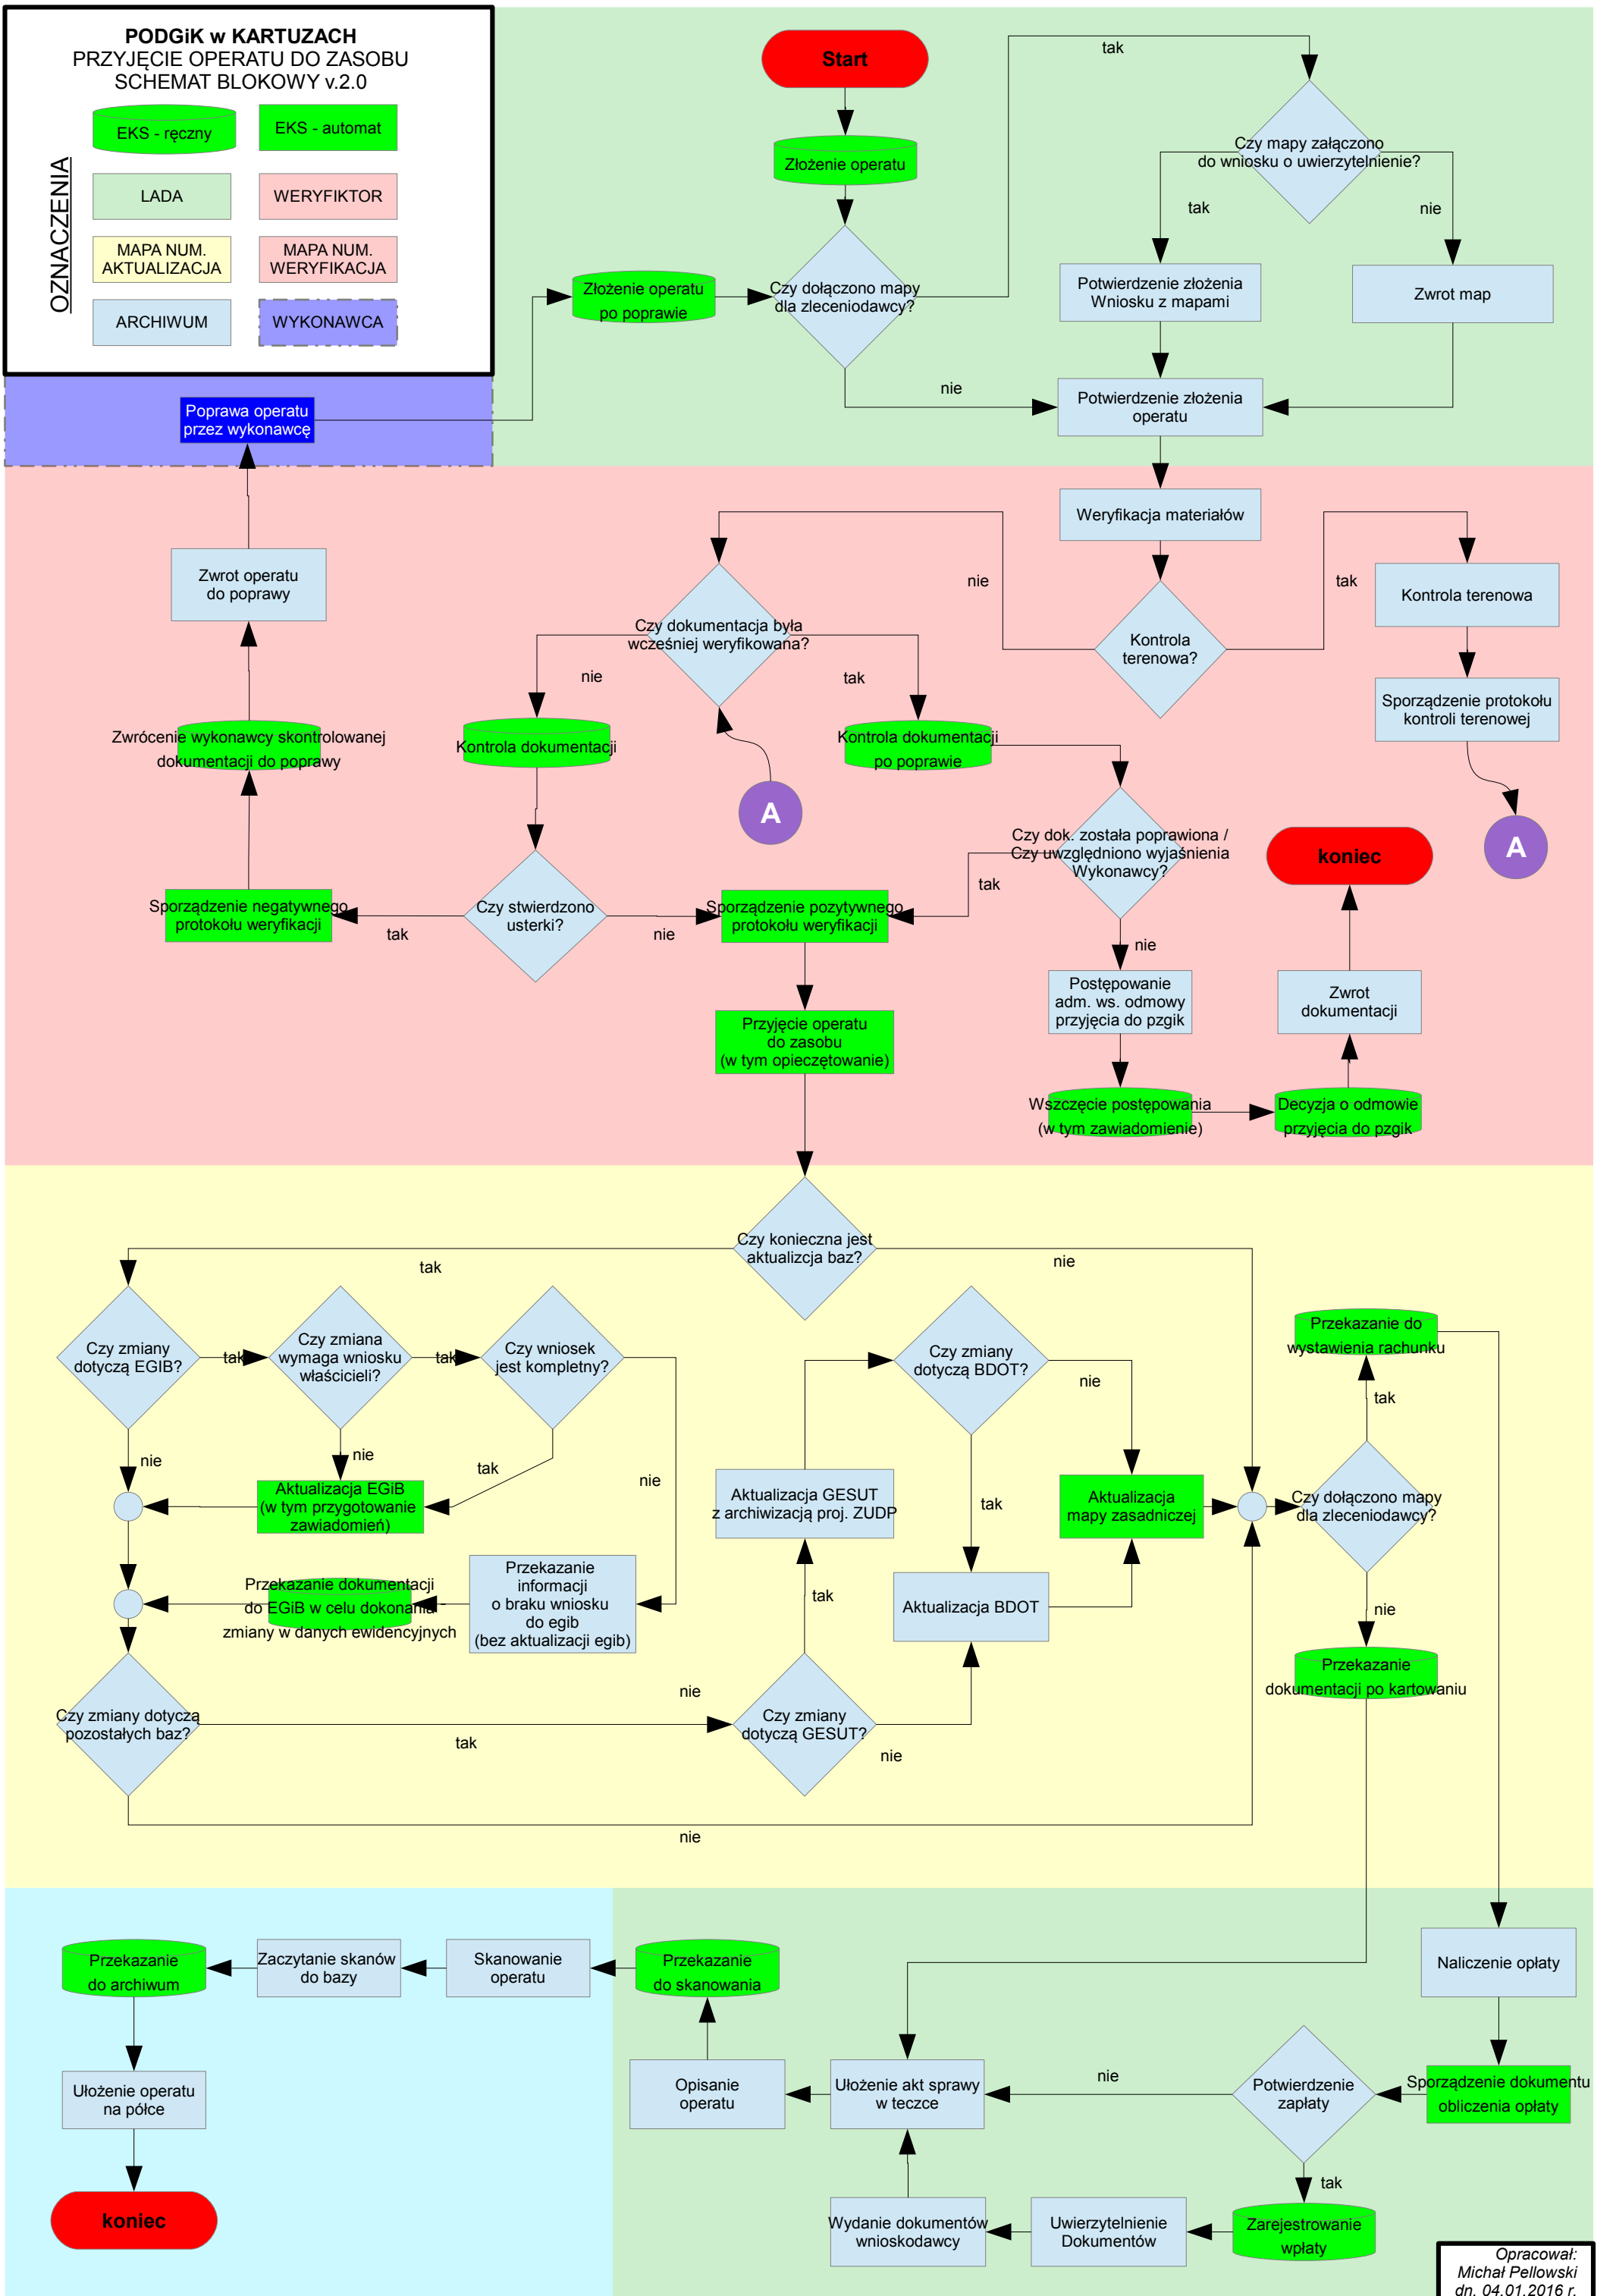 PODGiK w KARTUZACH
PRZYJĘCIE OPERATU DO ZASOBU
SCHEMAT BLOKOWY v.2.0
OZNACZENIA
EKS - ręczny
EKS - automat
LADA
WERYFIKTOR
MAPA NUM.
AKTUALIZACJA
MAPA NUM.
WERYFIKACJA
ARCHIWUM
WYKONAWCA
Start
Złożenie operatu
Złożenie operatu
po poprawie
Czy dołączono mapy
dla zleceniodawcy?
tak
nie
Czy mapy załączono
do wniosku o uwierzytelnienie?
tak
nie
Potwierdzenie złożenia
Wniosku z mapami
Zwrot map
Potwierdzenie złożenia
operatu
Poprawa operatu
przez wykonawcę
Weryfikacja materiałów
Kontrola
terenowa?
nie
tak
Kontrola terenowa
Sporządzenie protokołu
kontroli terenowej
A
Zwrot operatu
do poprawy
Czy dokumentacja była
wcześniej weryfikowana?
nie
tak
Zwrócenie wykonawcy skontrolowanej
dokumentacji do poprawy
Kontrola dokumentacji
A
Kontrola dokumentacji
po poprawie
Czy dok. została poprawiona /
Czy uwzględniono wyjaśnienia
Wykonawcy?
tak
nie
koniec
Sporządzenie negatywnego
protokołu weryfikacji
tak
Czy stwierdzono
usterki?
nie
Sporządzenie pozytywnego
protokołu weryfikacji
Przyjęcie operatu
do zasobu
(w tym opieczętowanie)
Postępowanie
adm. ws. odmowy
przyjęcia do pzgik
Zwrot
dokumentacji
Wszczęcie postępowania
(w tym zawiadomienie)
Decyzja o odmowie
przyjęcia do pzgik
Czy konieczna jest
aktualizcja baz?
tak
nie
Czy zmiany
dotyczą EGIB?
tak
nie
Czy zmiana
wymaga wniosku
właścicieli?
tak
nie
Czy wniosek
jest kompletny?
tak
nie
Aktualizacja EGiB
(w tym przygotowanie
zawiadomień)
Przekazanie dokumentacji
do EGiB w celu dokonania -
zmiany w danych ewidencyjnych
Przekazanie
informacji
o braku wniosku
do egib
(bez aktualizacji egib)
Czy zmiany dotyczą
pozostałych baz?
nie
tak
nie
Czy zmiany
dotyczą GESUT?
tak
nie
Aktualizacja GESUT
z archiwizacją proj. ZUDP
Czy zmiany
dotyczą BDOT?
nie
tak
Aktualizacja BDOT
Aktualizacja
mapy zasadniczej
Czy dołączono mapy
dla zleceniodawcy?
tak
nie
Przekazanie do
wystawienia rachunku
Przekazanie
dokumentacji po kartowaniu
Naliczenie opłaty
Sporządzenie dokumentu
obliczenia opłaty
Potwierdzenie
zapłaty
nie
tak
Zarejestrowanie
wpłaty
Uwierzytelnienie
Dokumentów
Wydanie dokumentów
wnioskodawcy
Ułożenie akt sprawy
w teczce
Opisanie
operatu
Przekazanie
do skanowania
Skanowanie
operatu
Zaczytanie skanów
do bazy
Przekazanie
do archiwum
Ułożenie operatu
na półce
koniec
Opracował:
Michał Pellowski
dn. 04.01.2016 r.